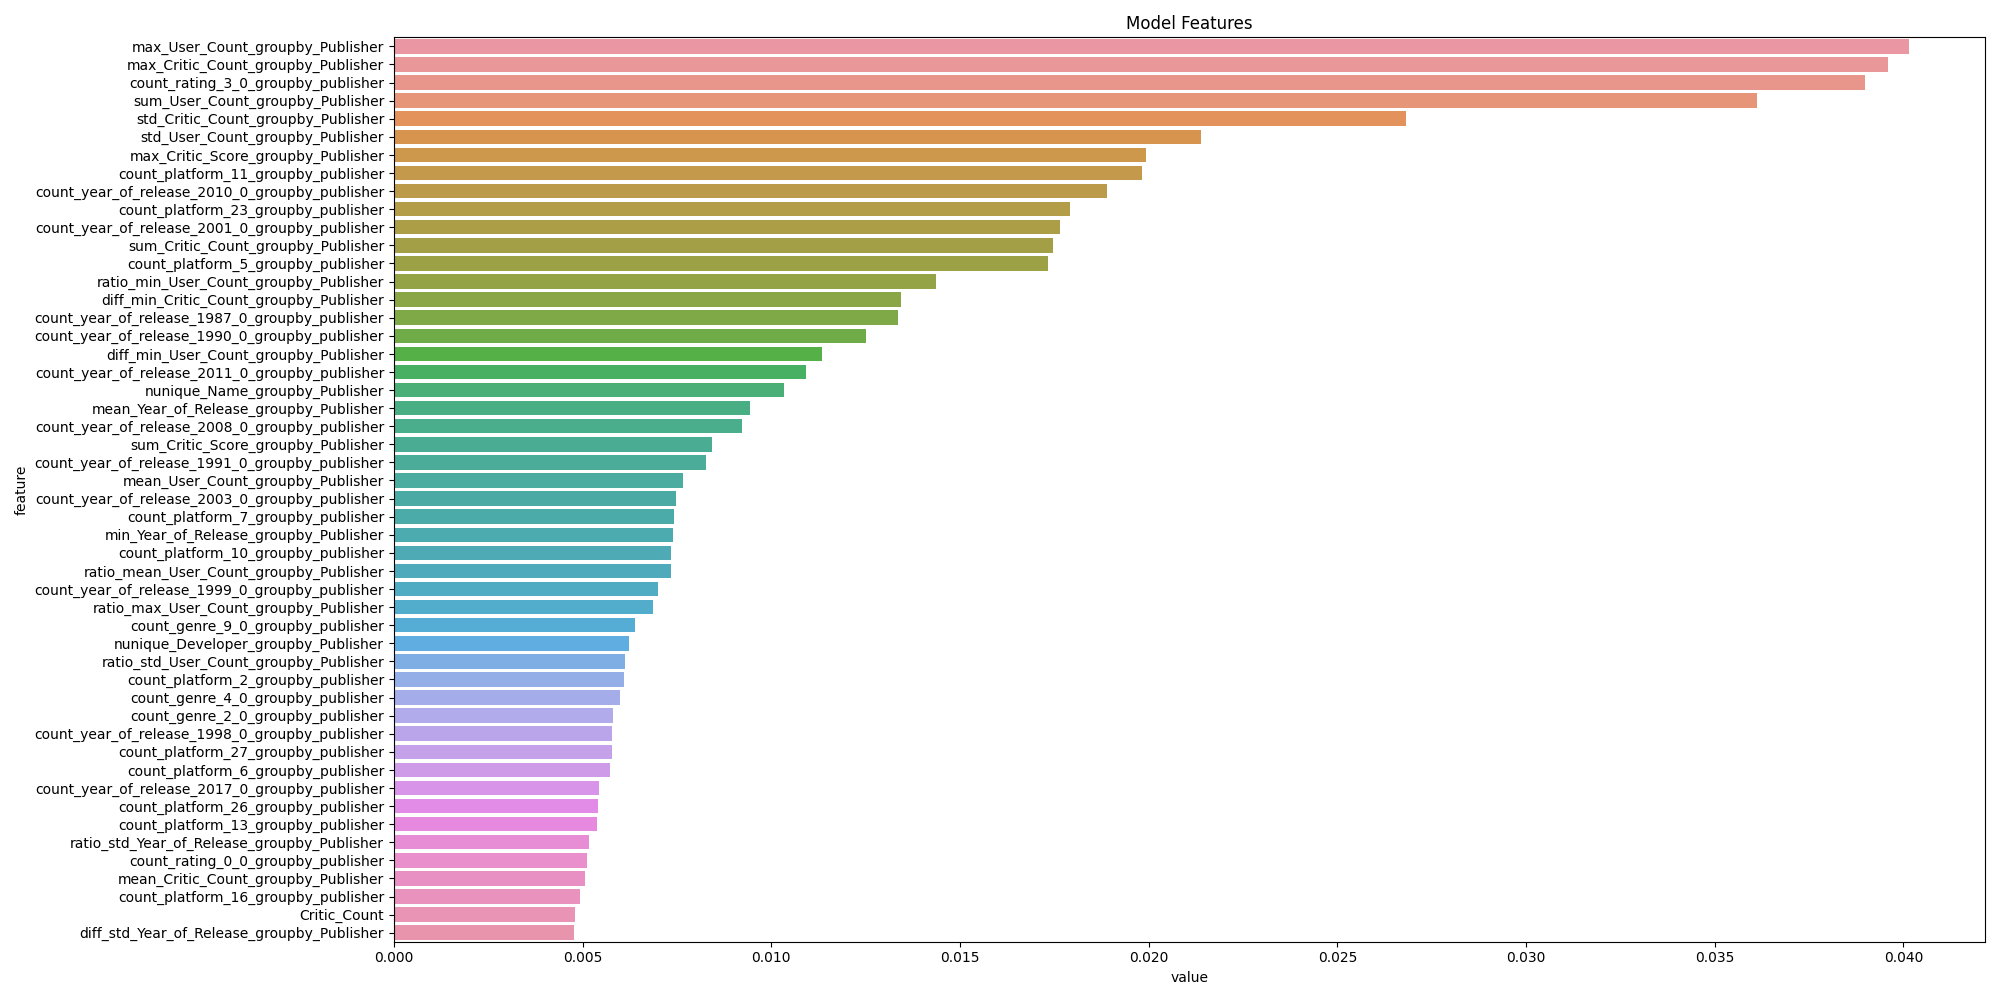 Model Features
max_User_Count_groupby_Publisher
max_Critic_Count_groupby_Publisher
count_rating_3_0_groupby_publisher
sum_User_Count_groupby_Publisher
std_Critic_Count_groupby_Publisher
std_User_Count_groupby_Publisher
max_Critic_Score_groupby_Publisher
count_platform_11_groupby_publisher
count_year_of_release_2010_0_groupby_publisher
count_platform_23_groupby_publisher
count_year_of_release_2001_0_groupby_publisher
sum_Critic_Count_groupby_Publisher
count_platform_5_groupby_publisher
ratio_min_User_Count_groupby_Publisher
diff_min_Critic_Count_groupby_Publisher
count_year_of_release_1987_0_groupby_publisher
count_year_of_release_1990_0_groupby_publisher
diff_min_User_Count_groupby_Publisher
count_year_of_release_2011_0_groupby_publisher
nunique_Name_groupby_Publisher
mean_Year_of_Release_groupby_Publisher
count_year_of_release_2008_0_groupby_publisher
sum_Critic_Score_groupby_Publisher
count_year_of_release_1991_0_groupby_publisher
mean_User_Count_groupby_Publisher
count_year_of_release_2003_0_groupby_publisher
count_platform_7_groupby_publisher
min_Year_of_Release_groupby_Publisher
count_platform_10_groupby_publisher
ratio_mean_User_Count_groupby_Publisher
count_year_of_release_1999_0_groupby_publisher
ratio_max_User_Count_groupby_Publisher
count_genre_9_0_groupby_publisher
nunique_Developer_groupby_Publisher
ratio_std_User_Count_groupby_Publisher
count_platform_2_groupby_publisher
count_genre_4_0_groupby_publisher
count_genre_2_0_groupby_publisher
count_year_of_release_1998_0_groupby_publisher
count_platform_27_groupby_publisher
count_platform_6_groupby_publisher
count_year_of_release_2017_0_groupby_publisher
count_platform_26_groupby_publisher
count_platform_13_groupby_publisher
ratio_std_Year_of_Release_groupby_Publisher
count_rating_0_0_groupby_publisher
mean_Critic_Count_groupby_Publisher
count_platform_16_groupby_publisher
Critic_Count
diff_std_Year_of_Release_groupby_Publisher
feature
0.000 0.005 0.010 0.015 0.020 0.025 0.030 0.035 0.040
value